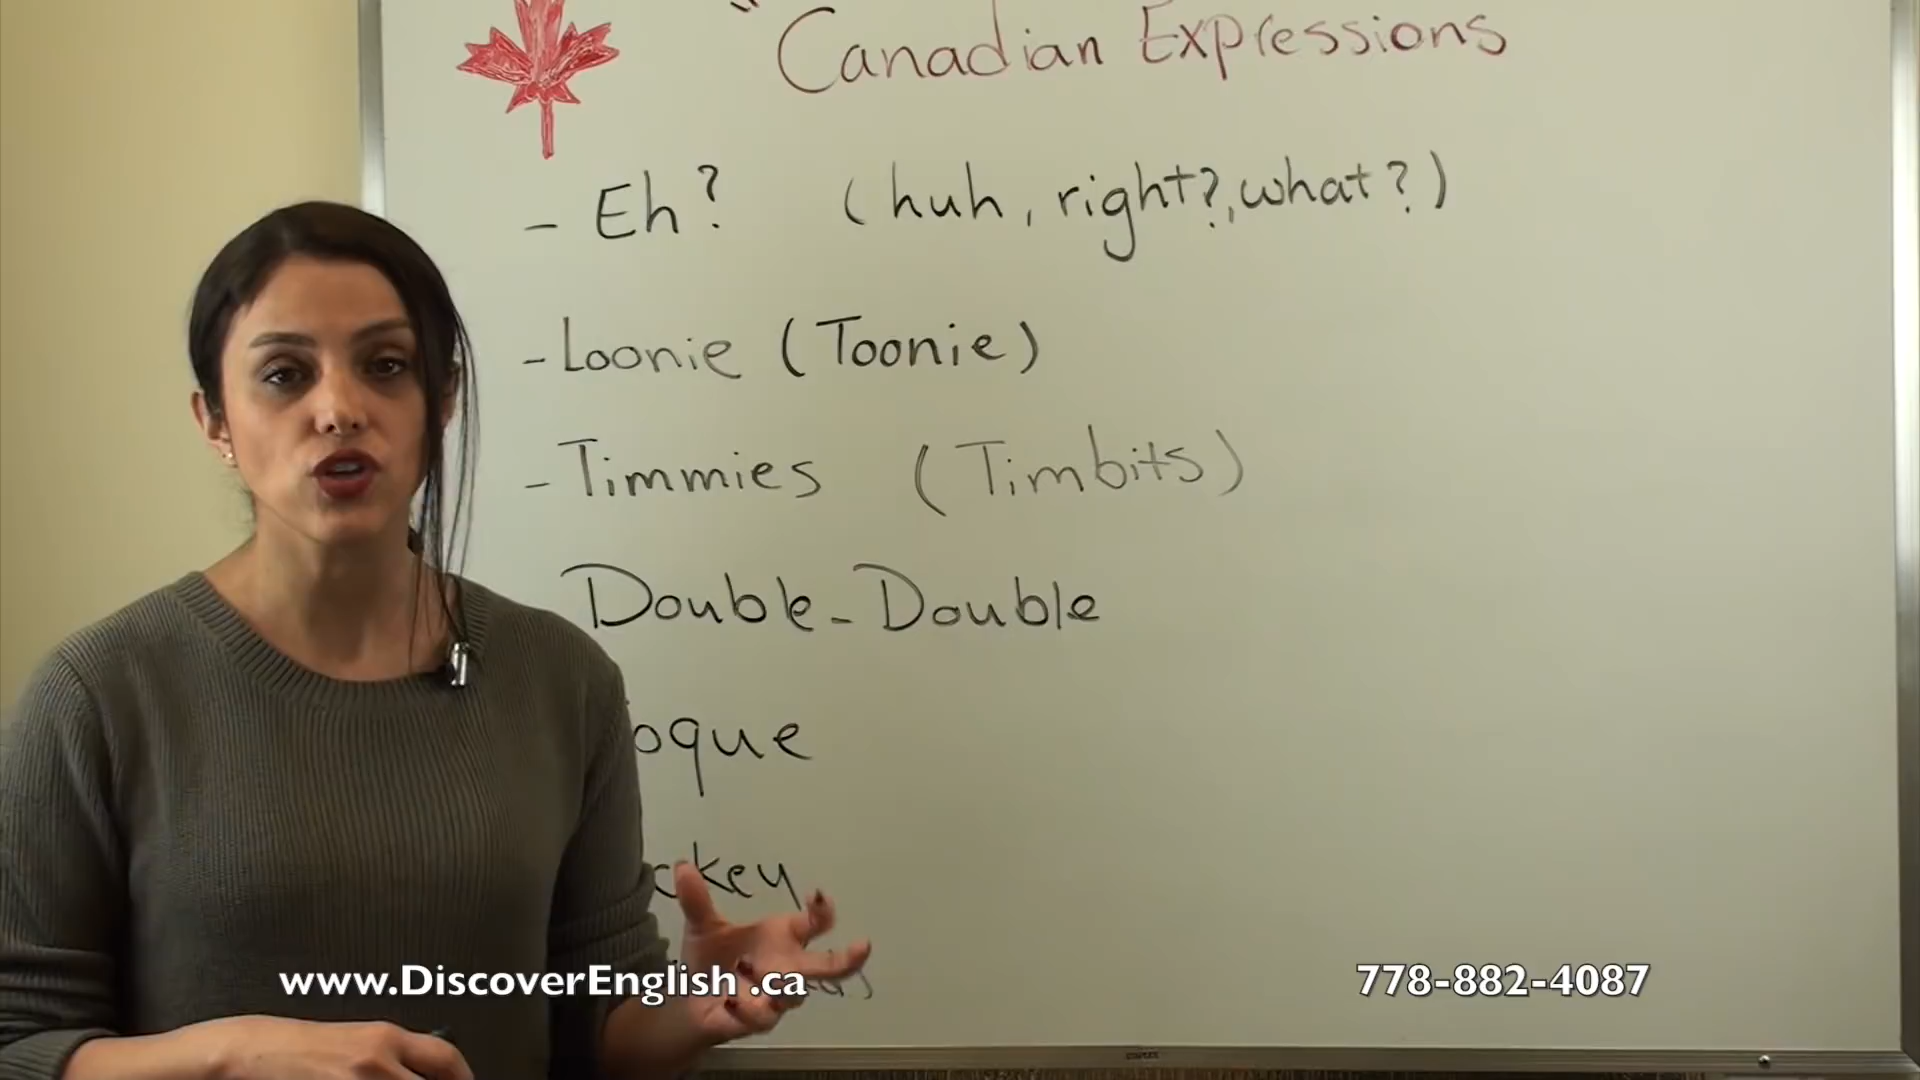 "Canadian Expressions
- Eh? (huh, right?, what?)
- Loonie (Toonie)
- Timmies (Timbits)
Double-Double
oque
ckey
www.DiscoverEnglish .ca
778-882-4087